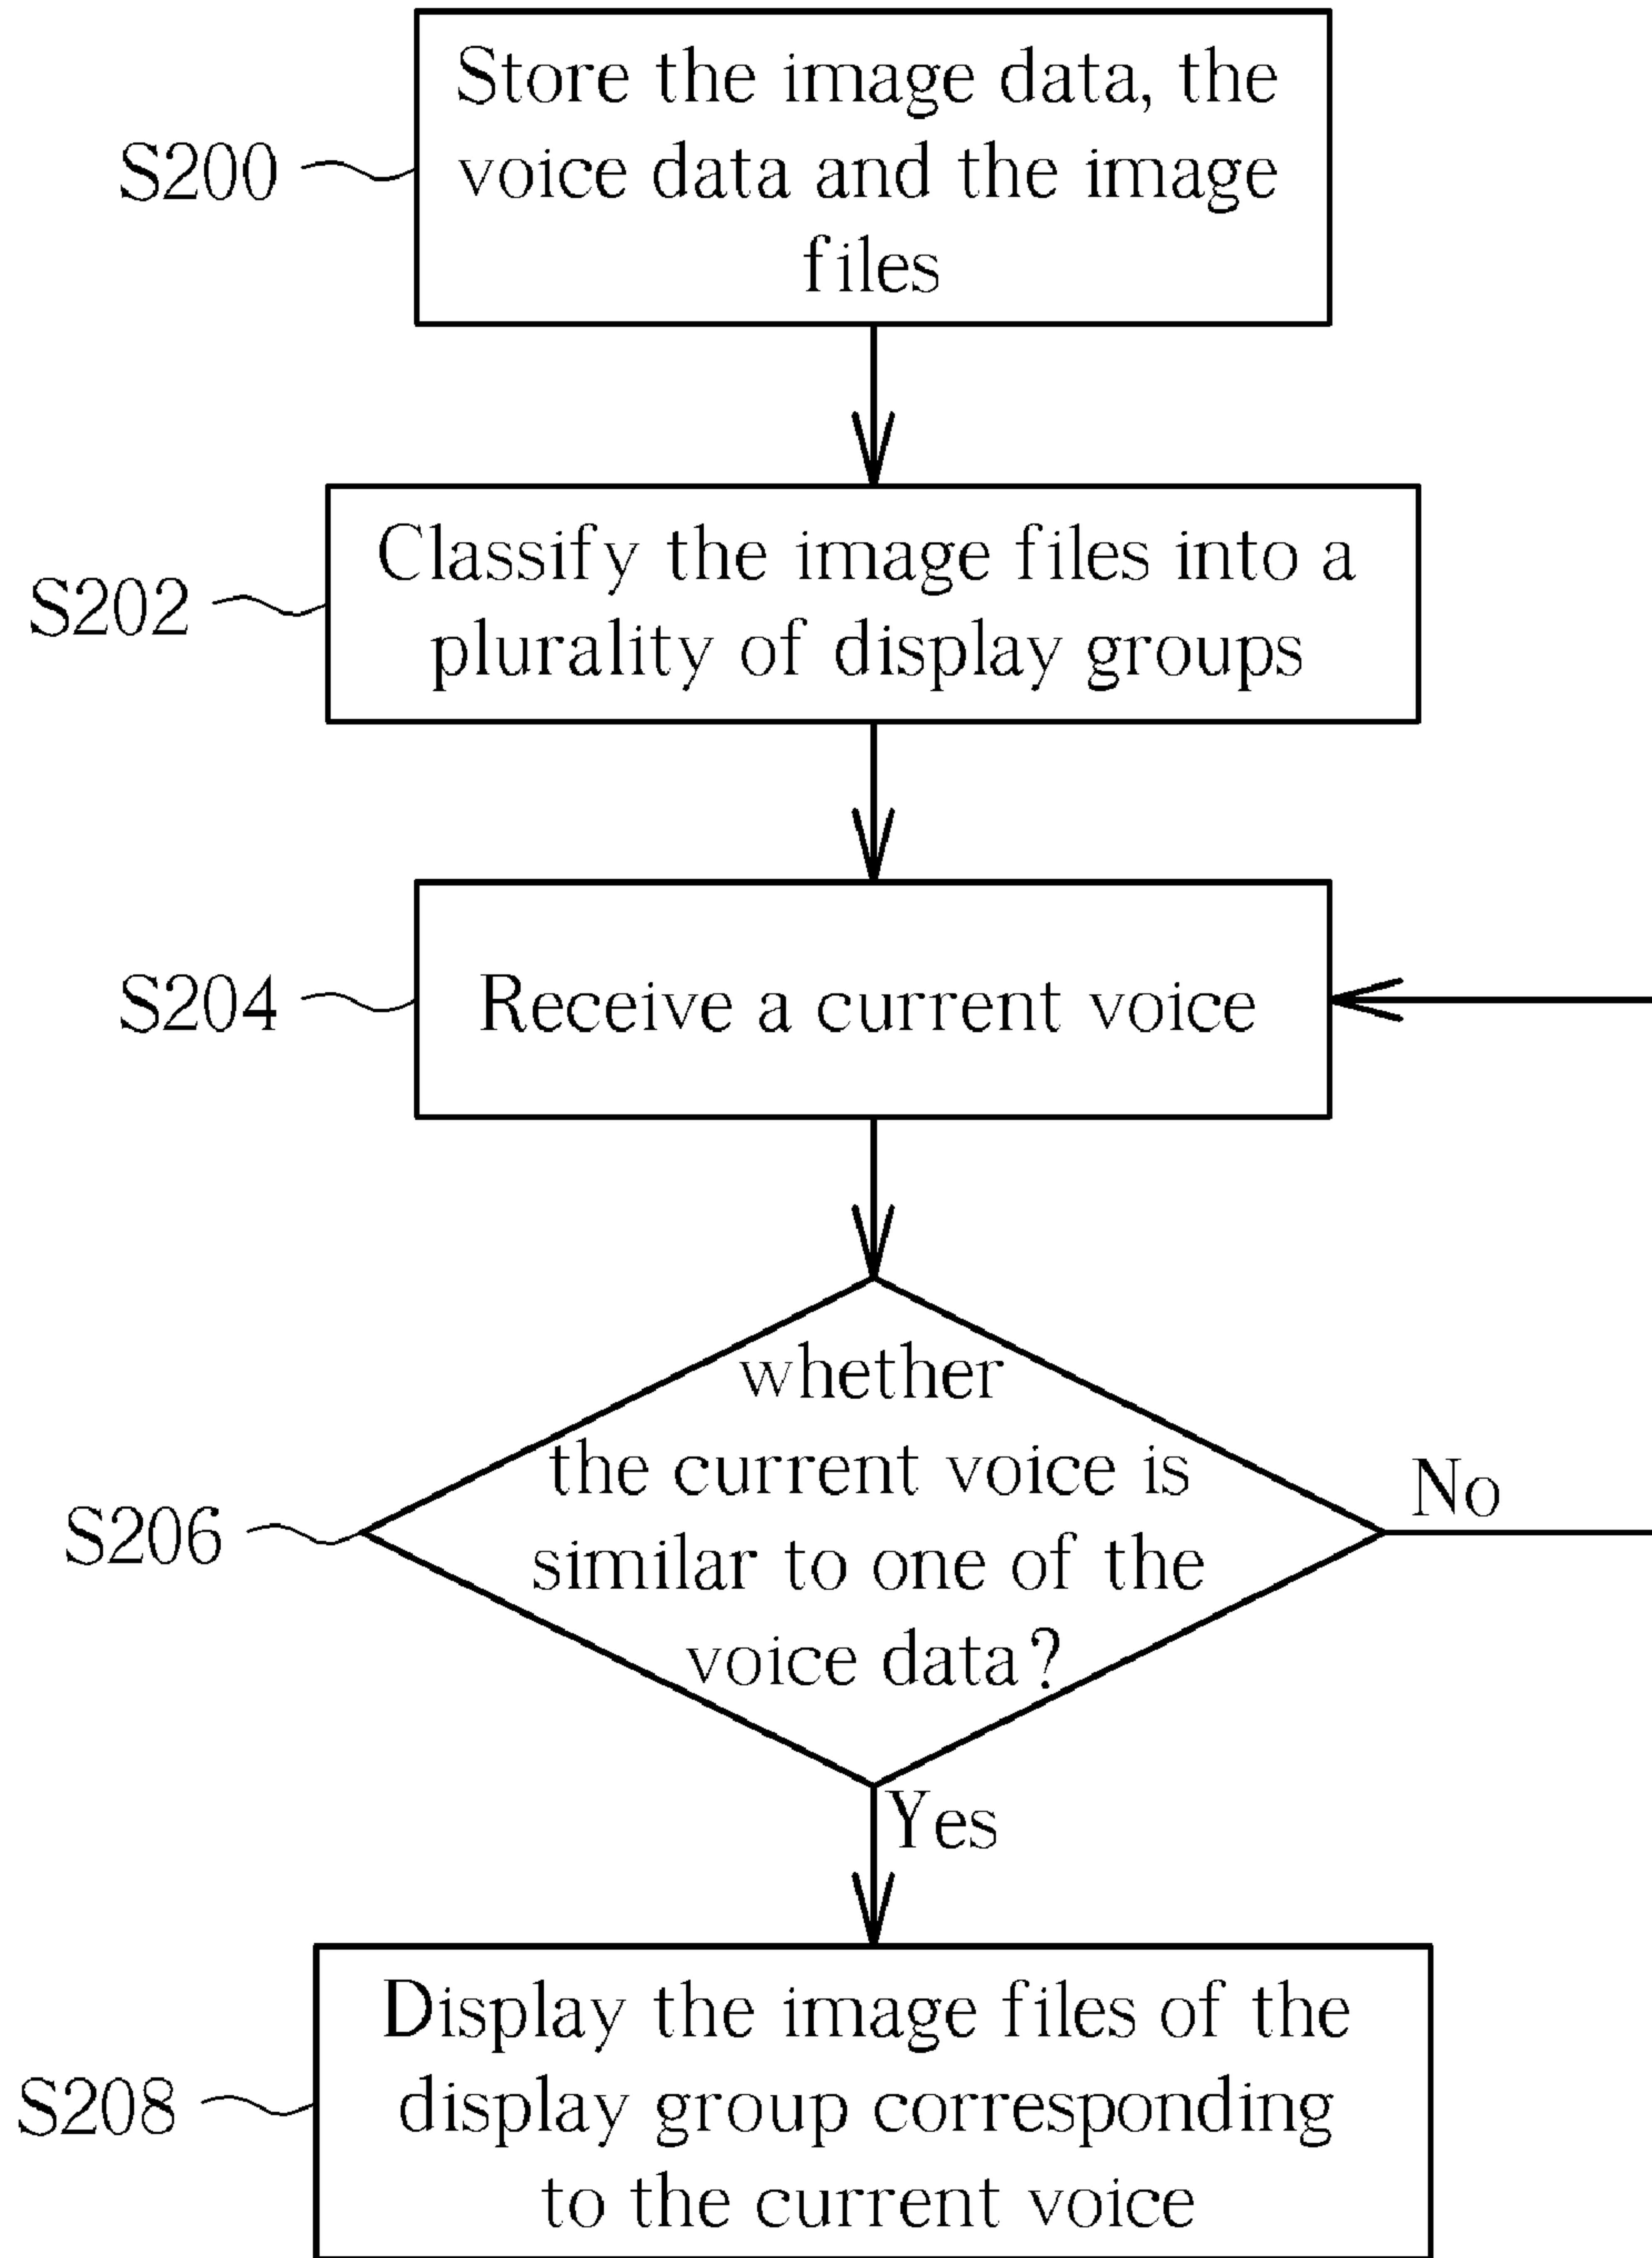 Store the image data, the
S200
voice data and the image
files
Classify the image files into a
S202
plurality of display groups
S204
Receive a current voice
whether
the current voice is
No
S206
similar to one of the
voice data?
Yes
Display the image files of the
S208
display group corresponding
to the current voice